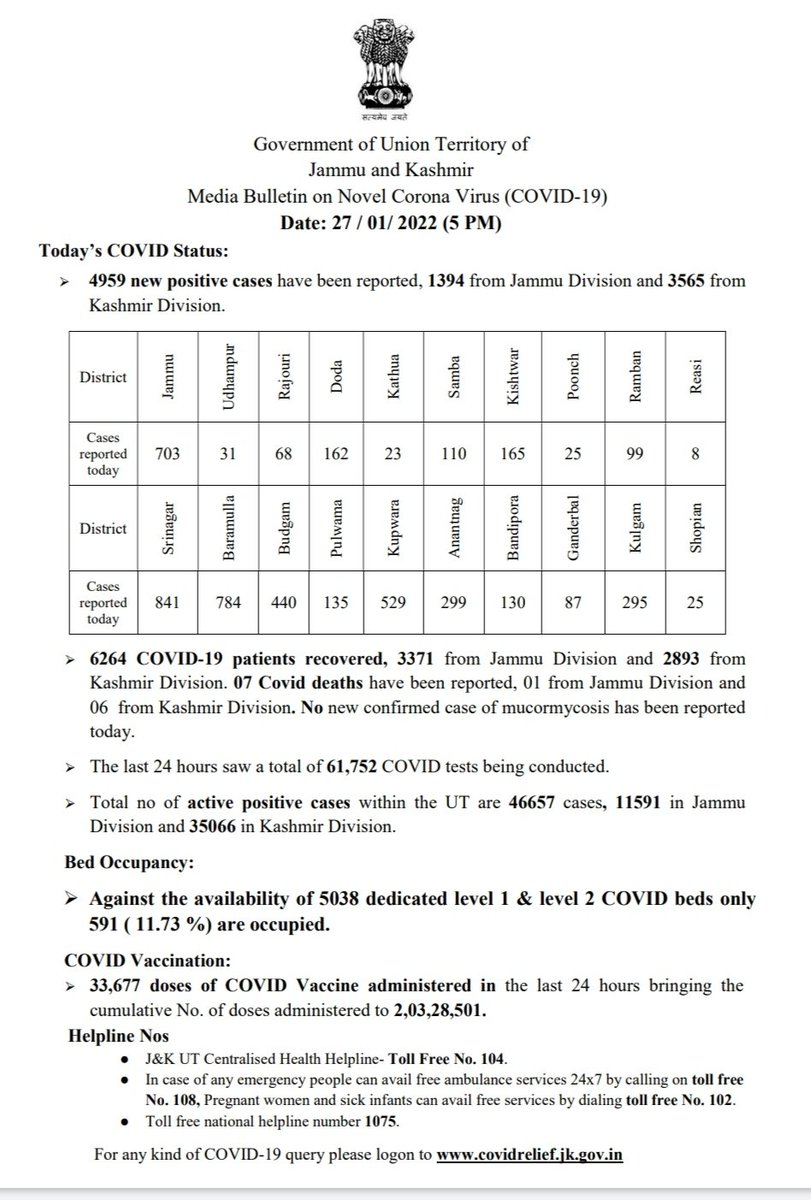 सत्यमेव जयते
Government of Union Territory of
Jammu and Kashmir
Media Bulletin on Novel Corona Virus (COVID-19)
Date: 27 / 01/ 2022 (5 PM)
Today’s COVID Status:
➢ 4959 new positive cases have been reported, 1394 from Jammu Division and 3565 from
Kashmir Division.
District Jammu Udhampur Rajouri Doda Kathua Samba Kishtwar Poonch Ramban Reasi
Cases
reported
today
703 31 68 162 23 110 165 25 99 8
District Srinagar Baramulla Budgam Pulwama Kupwara Anantnag Bandipora Ganderbal Kulgam Shopian
Cases
reported
today
841 784 440 135 529 299 130 87 295 25
➢ 6264 COVID-19 patients recovered, 3371 from Jammu Division and 2893 from
Kashmir Division. 07 Covid deaths have been reported, 01 from Jammu Division and
06 from Kashmir Division. No new confirmed case of mucormycosis has been reported
today.
➢ The last 24 hours saw a total of 61,752 COVID tests being conducted.
➢ Total no of active positive cases within the UT are 46657 cases, 11591 in Jammu
Division and 35066 in Kashmir Division.
Bed Occupancy:
➢ Against the availability of 5038 dedicated level 1 & level 2 COVID beds only
591 ( 11.73 %) are occupied.
COVID Vaccination:
➢ 33,677 doses of COVID Vaccine administered in the last 24 hours bringing the
cumulative No. of doses administered to 2,03,28,501.
Helpline Nos
● J&K UT Centralised Health Helpline- Toll Free No. 104.
● In case of any emergency people can avail free ambulance services 24x7 by calling on toll free
No. 108, Pregnant women and sick infants can avail free services by dialing toll free No. 102.
● Toll free national helpline number 1075.
For any kind of COVID-19 query please logon to www.covidrelief.jk.gov.in